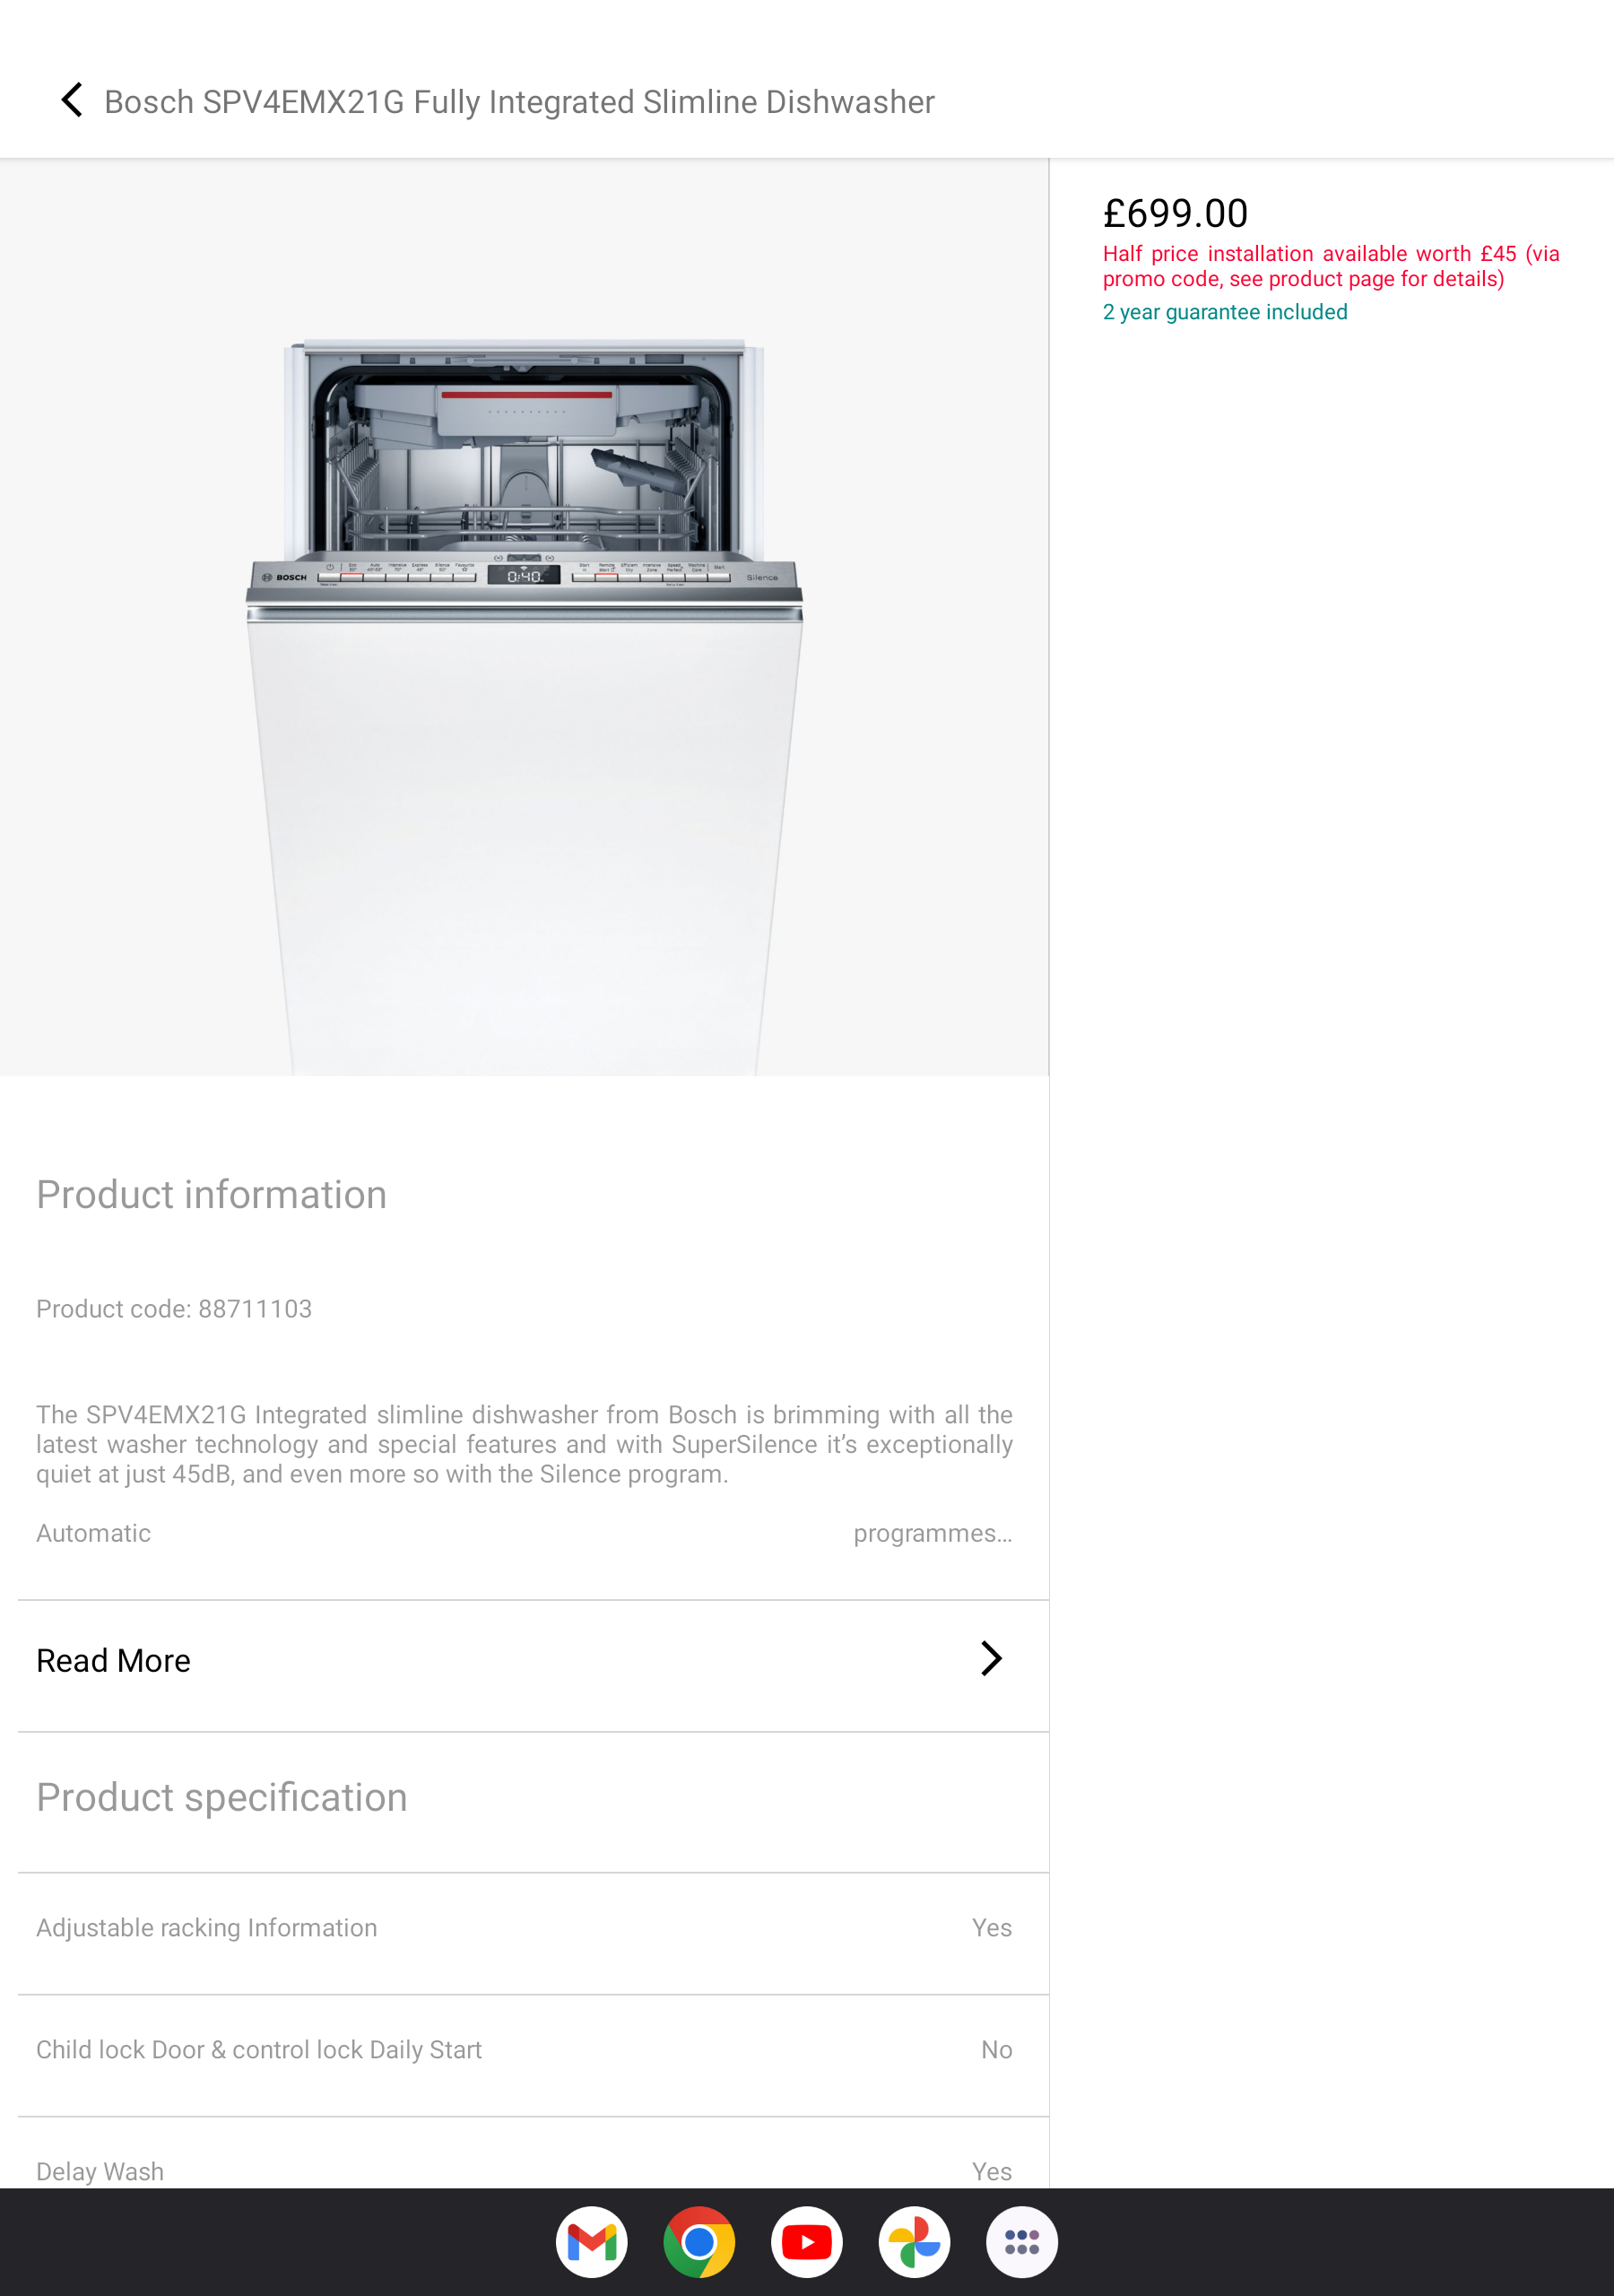 Bosch SPV4EMX21G Fully Integrated Slimline Dishwasher
£699.00
Half price installation available worth £45 (via
promo code, see product page for details)
2 year guarantee included
BOSCH
0:40
Silence
Product information
Product code: 88711103
The SPV4EMX21G Integrated slimline dishwasher from Bosch is brimming with all the
latest washer technology and special features and with SuperSilence it’s exceptionally
quiet at just 45dB, and even more so with the Silence program.
Automatic programmes…
Read More
Product specification
Adjustable racking Information Yes
Child lock Door & control lock Daily Start No
Delay Wash Yes